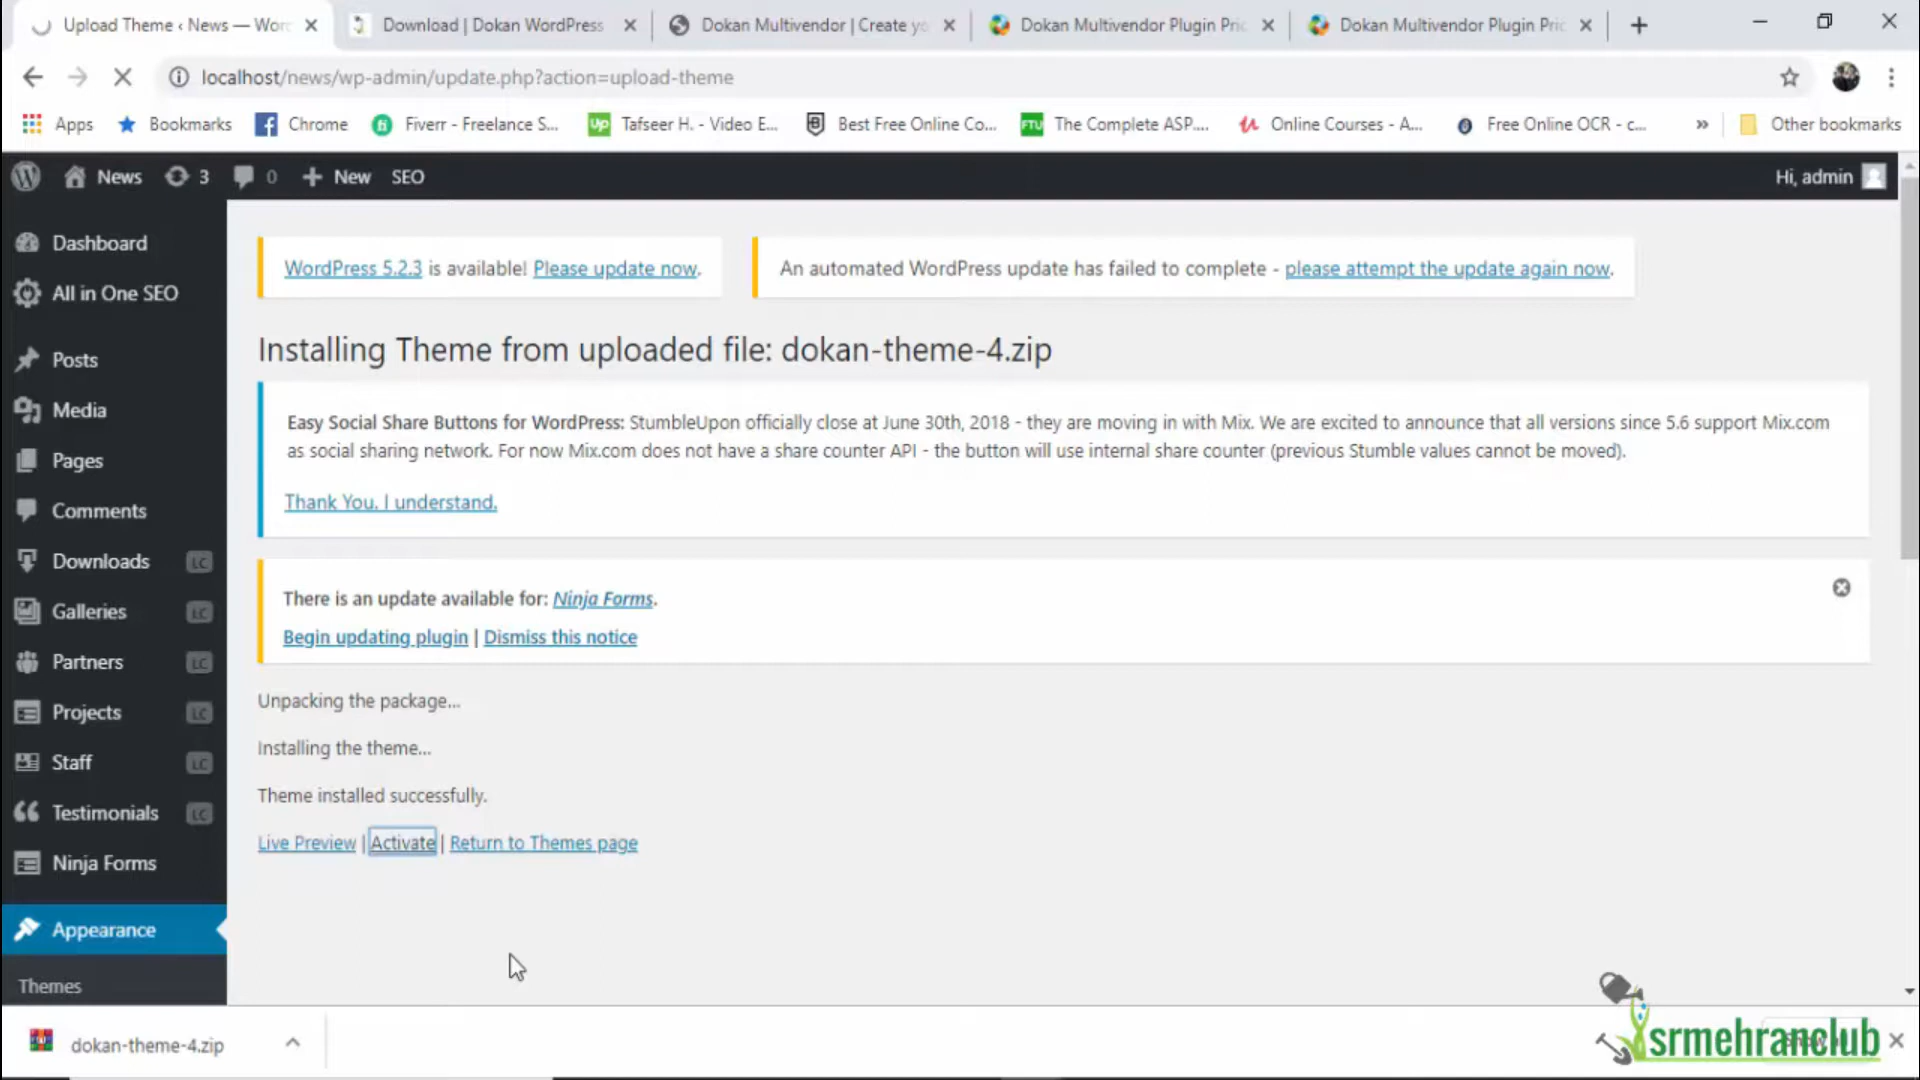 Upload Theme ‹ News — Wor
Download | Dokan WordPress
Dokan Multivendor | Create yo
Dokan Multivendor Plugin Pric
Dokan Multivendor Plugin Pric
localhost/news/wp-admin/update.php?action=upload-theme
Apps
Bookmarks
Chrome
Fiverr - Freelance S...
Tafseer H. - Video E...
Best Free Online Co...
The Complete ASP....
Online Courses - A...
Free Online OCR - c...
»
Other bookmarks
News
3
0
New
SEO
Hi, admin
Dashboard
All in One SEO
Posts
Media
Pages
Comments
Downloads LC
Galleries LC
Partners LC
Projects LC
Staff LC
Testimonials LC
Ninja Forms
Appearance
Themes
WordPress 5.2.3 is available! Please update now.
An automated WordPress update has failed to complete - please attempt the update again now.
Installing Theme from uploaded file: dokan-theme-4.zip
Easy Social Share Buttons for WordPress: StumbleUpon officially close at June 30th, 2018 - they are moving in with Mix. We are excited to announce that all versions since 5.6 support Mix.com
as social sharing network. For now Mix.com does not have a share counter API - the button will use internal share counter (previous Stumble values cannot be moved).
Thank You. I understand.
There is an update available for: Ninja Forms.
Begin updating plugin | Dismiss this notice
Unpacking the package...
Installing the theme...
Theme installed successfully.
Live Preview | Activate | Return to Themes page
dokan-theme-4.zip
srmehranclub